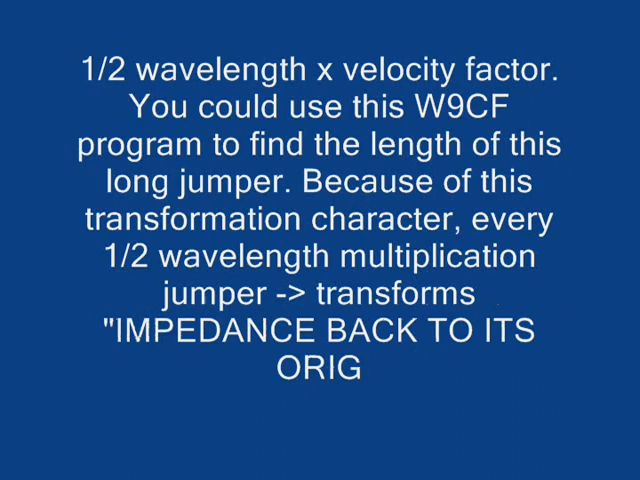 1/2 wavelength x velocity factor.
You could use this W9CF
program to find the length of this
long jumper. Because of this
transformation character, every
1/2 wavelength multiplication
jumper -> transforms
"IMPEDANCE BACK TO ITS
ORIG